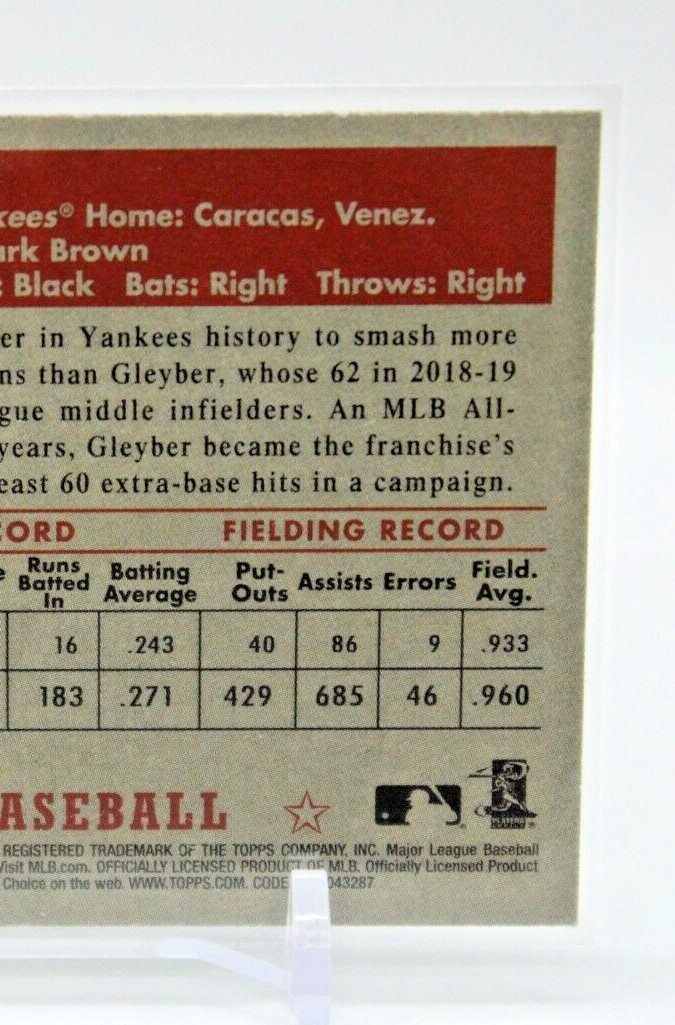 kees® Home: Caracas, Venez.
ark Brown
: Black Bats: Right Throws: Right
er in Yankees history to smash more
ns than Gleyber, whose 62 in 2018-19
gue middle infielders. An MLB All-
years, Gleyber became the franchise's
east 60 extra-base hits in a campaign.
CORD FIELDING RECORD
e Runs Batted In Batting Average Put-Outs Assists Errors Field. Avg.
16 .243 40 86 9 .933
183 .271 429 685 46 .960
ASEBALL
REGISTERED TRADEMARK OF THE TOPPS COMPANY, INC. Major League Baseball
Visit MLB.com. OFFICIALLY LICENSED PRODUCT OF MLB. Officially Licensed Product
Choice on the web. WWW.TOPPS.COM. CODE 043287